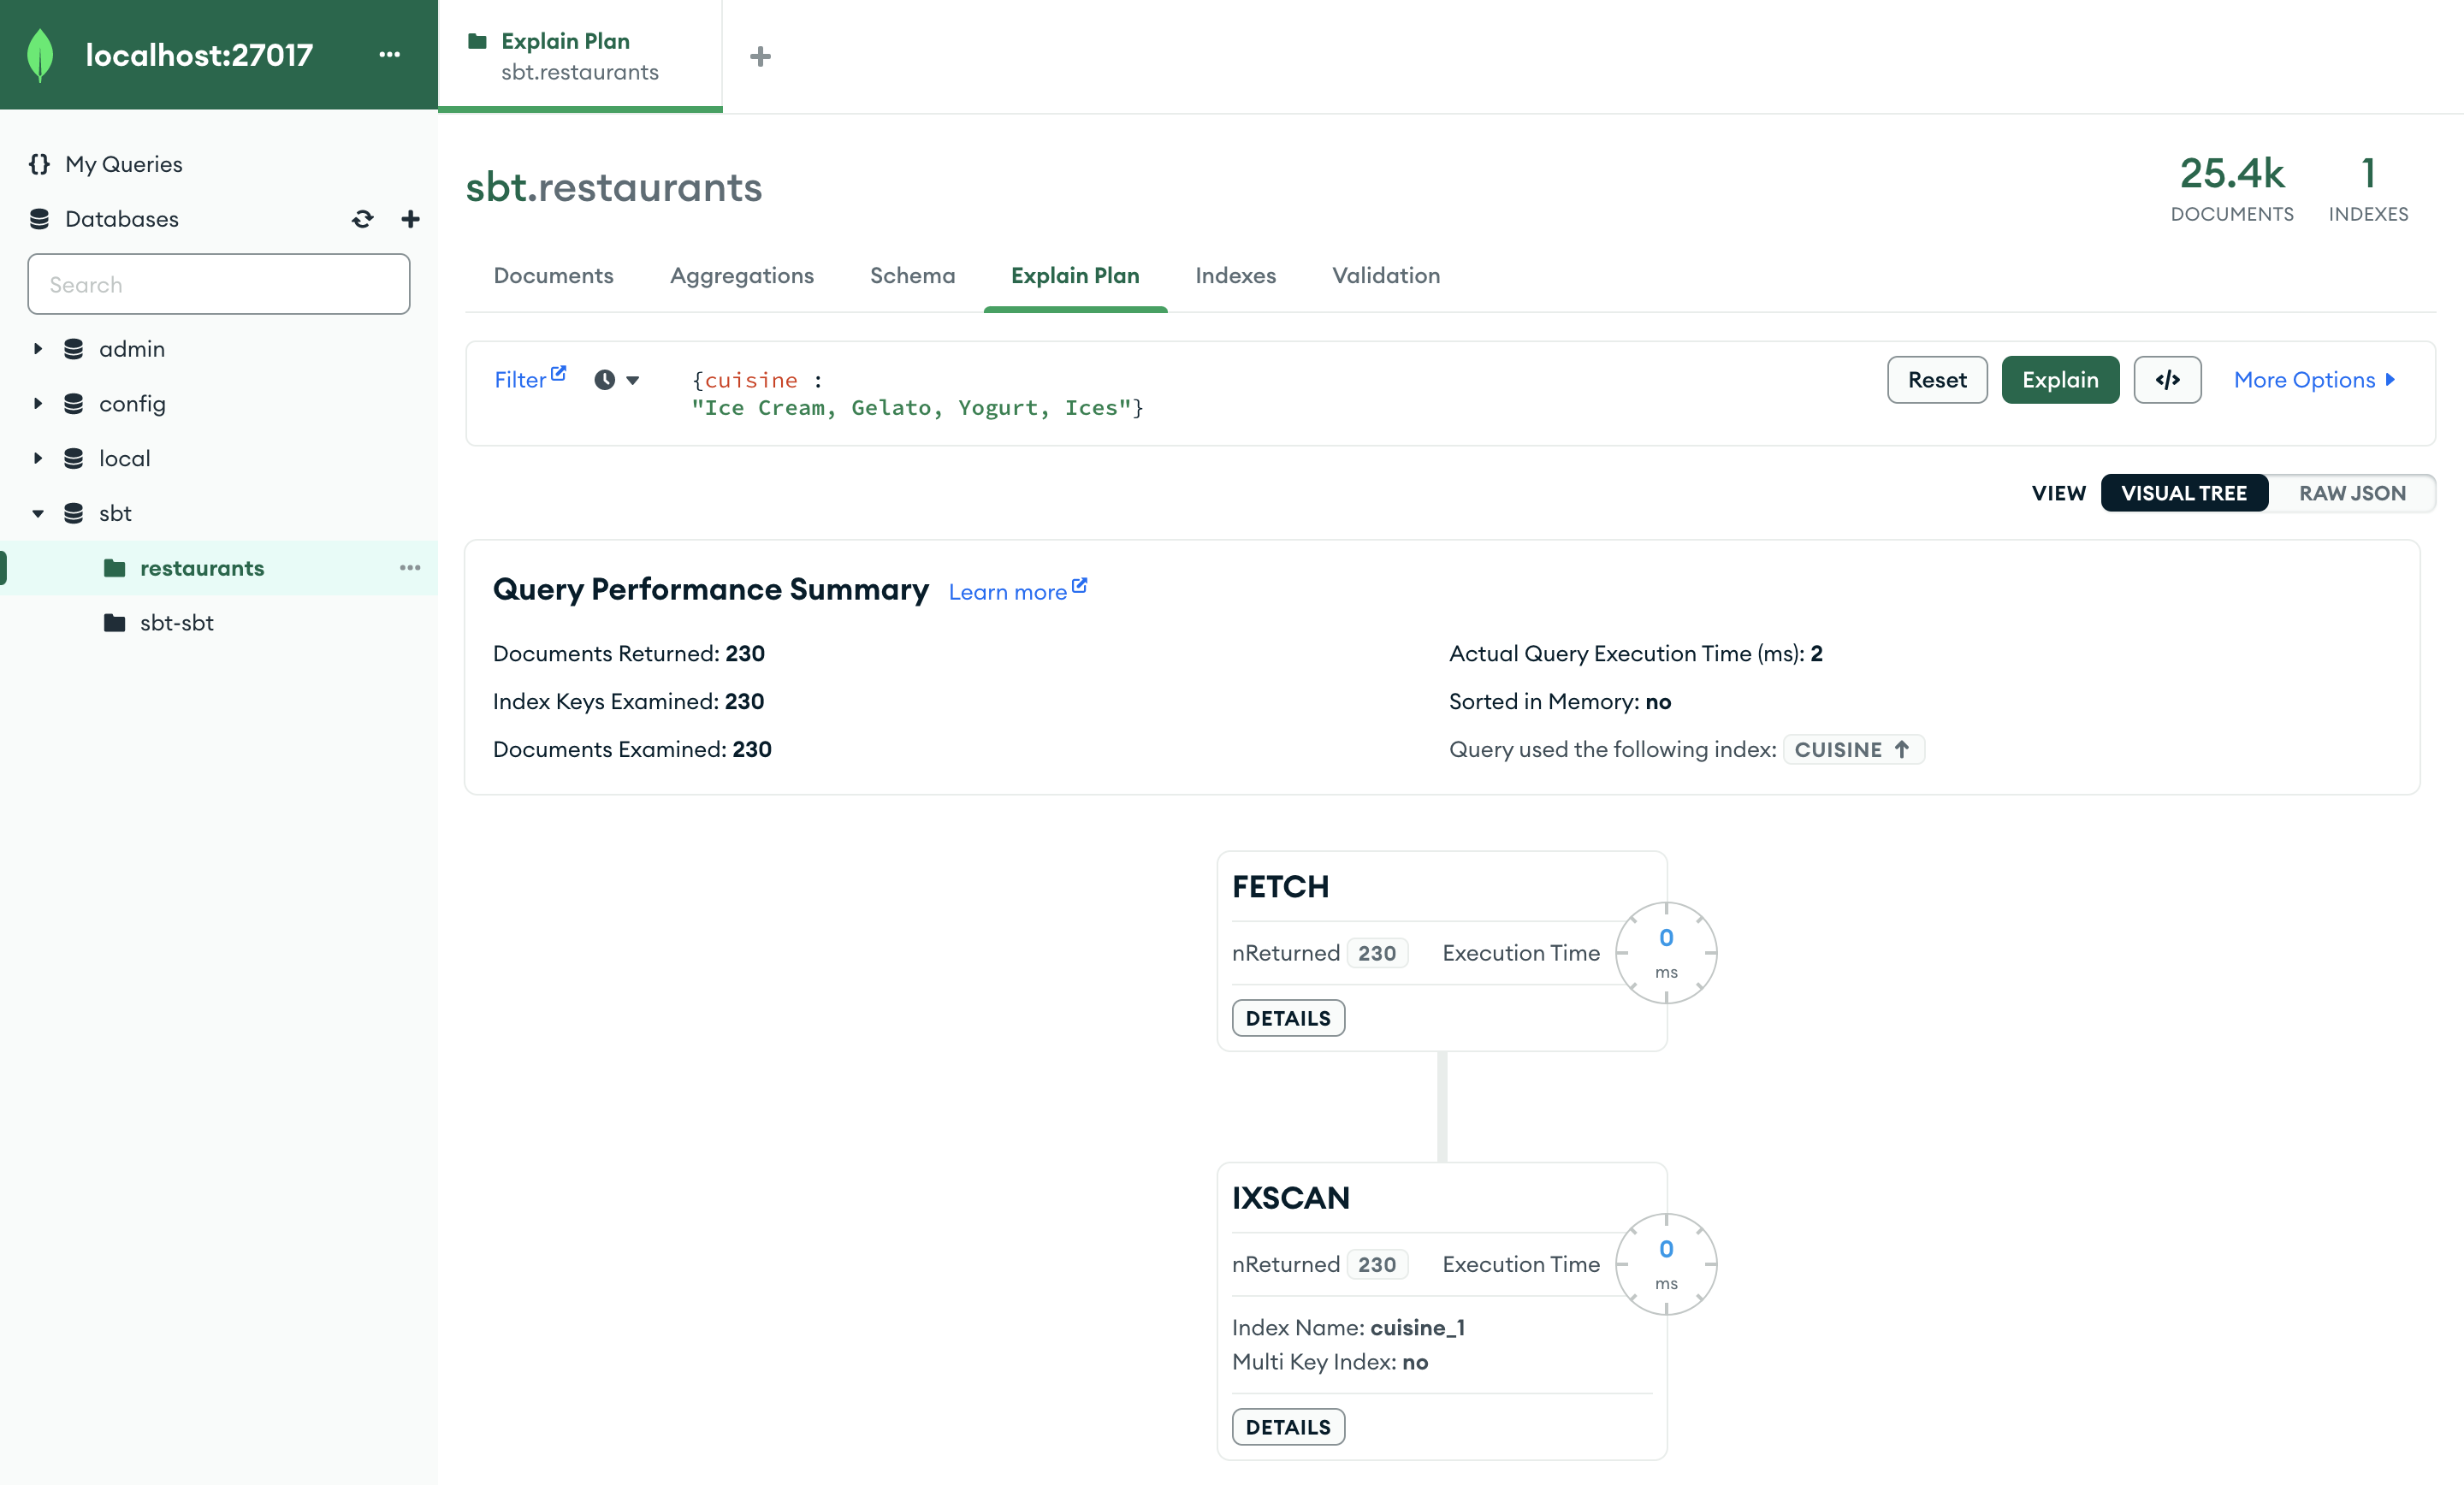 localhost:27017
My Queries
Databases
Search
admin
config
local
sbt
restaurants
sbt-sbt
Explain Plan
sbt.restaurants
sbt.restaurants
25.4k
DOCUMENTS
1
INDEXES
Documents Aggregations Schema Explain Plan Indexes Validation
Filter
{cuisine :
"Ice Cream, Gelato, Yogurt, Ices"}
Reset Explain </> More Options
VIEW VISUAL TREE RAW JSON
Query Performance Summary Learn more
Documents Returned: 230
Index Keys Examined: 230
Documents Examined: 230
Actual Query Execution Time (ms): 2
Sorted in Memory: no
Query used the following index: CUISINE ↑
FETCH
nReturned 230 Execution Time 0 ms
DETAILS
IXSCAN
nReturned 230 Execution Time 0 ms
Index Name: cuisine_1
Multi Key Index: no
DETAILS